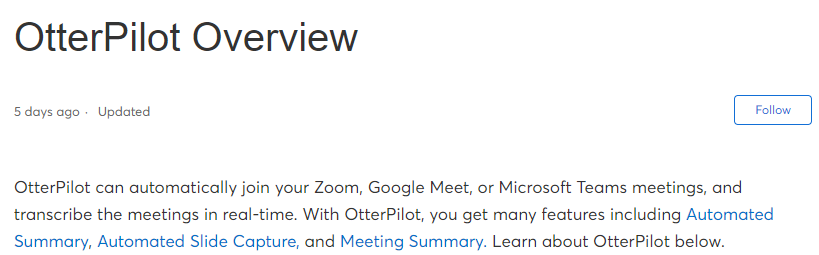 OtterPilot Overview
5 days ago · Updated
Follow
OtterPilot can automatically join your Zoom, Google Meet, or Microsoft Teams meetings, and
transcribe the meetings in real-time. With OtterPilot, you get many features including Automated
Summary, Automated Slide Capture, and Meeting Summary. Learn about OtterPilot below.